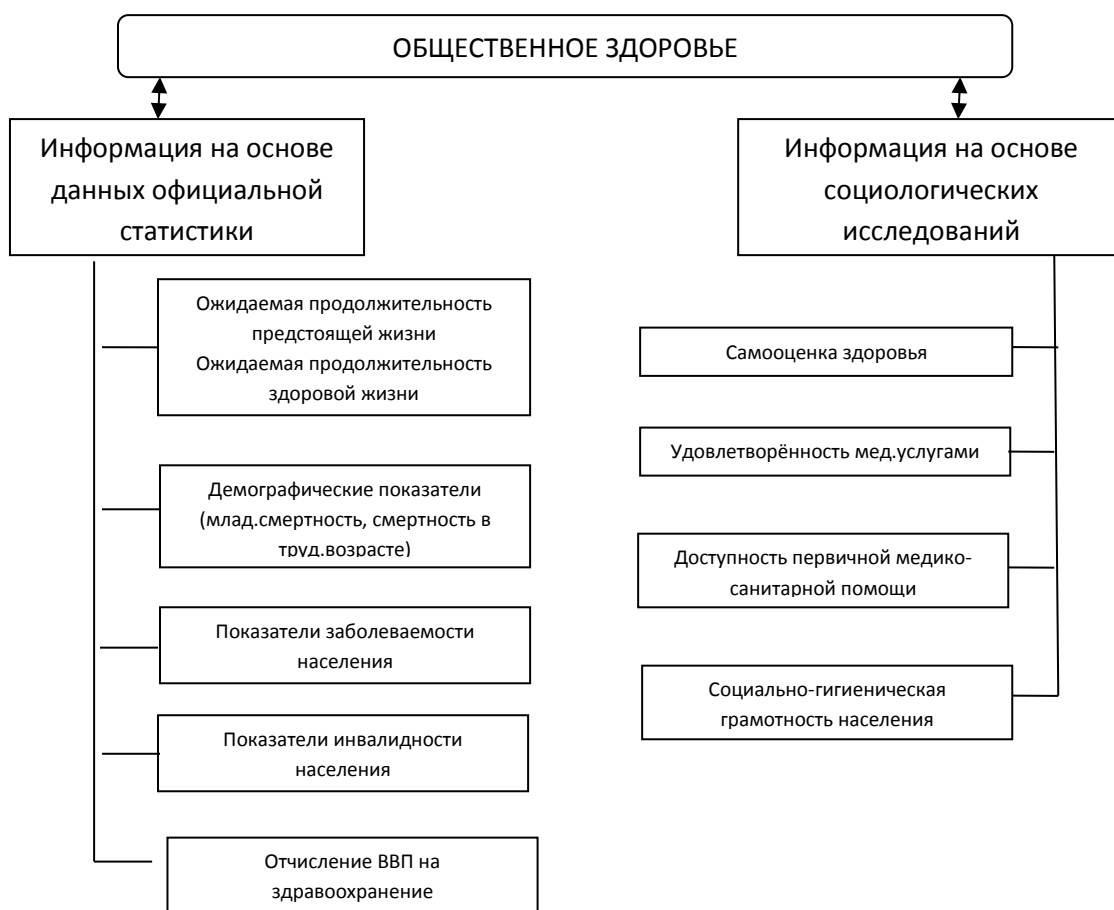 ОБЩЕСТВЕННОЕ ЗДОРОВЬЕ
Информация на основе
данных официальной
статистики
Информация на основе
социологических
исследований
Ожидаемая продолжительность
предстоящей жизни
Ожидаемая продолжительность
здоровой жизни
Демографические показатели
(млад.смертность, смертность в
труд.возрасте)
Показатели заболеваемости
населения
Показатели инвалидности
населения
Отчисление ВВП на
здравоохранение
Самооценка здоровья
Удовлетворённость мед.услугами
Доступность первичной медико-
санитарной помощи
Социально-гигиеническая
грамотность населения